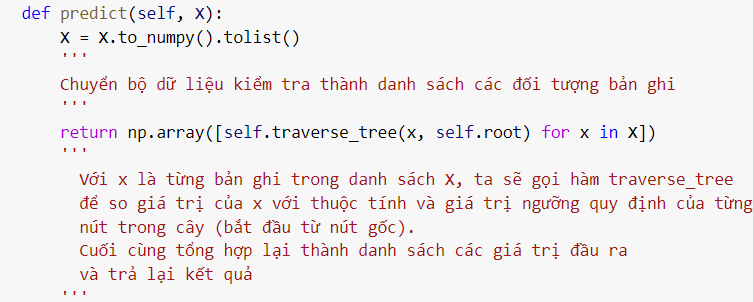 def predict(self, X):
X = X.to_numpy().tolist()
'''
Chuyển bộ dữ liệu kiểm tra thành danh sách các đối tượng bản ghi
'''
return np.array([self.traverse_tree(x, self.root) for x in X])
'''
Với x là từng bản ghi trong danh sách X, ta sẽ gọi hàm traverse_tree
để so giá trị của x với thuộc tính và giá trị ngưỡng quy định của từng
nút trong cây (bắt đầu từ nút gốc).
Cuối cùng tổng hợp lại thành danh sách các giá trị đầu ra
và trả lại kết quả
'''